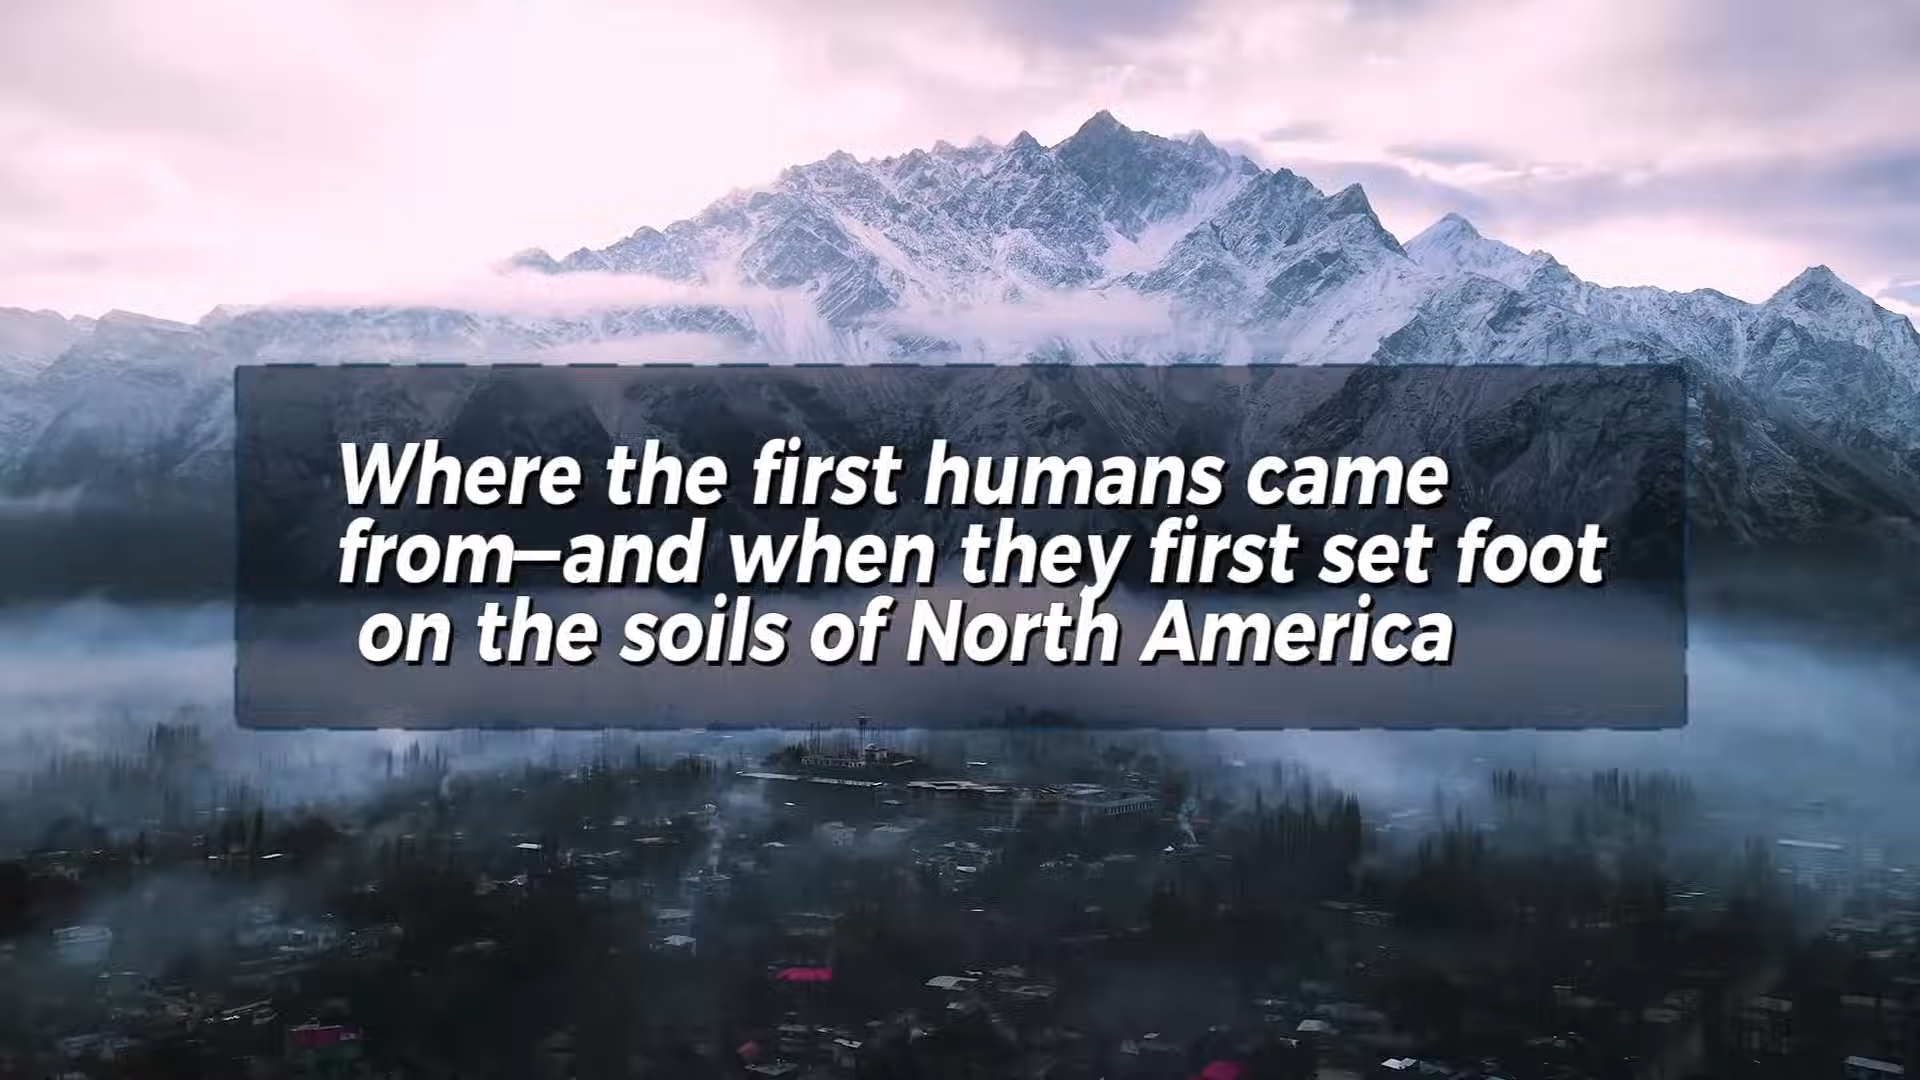 Where the first humans came
from—and when they first set foot
on the soils of North America